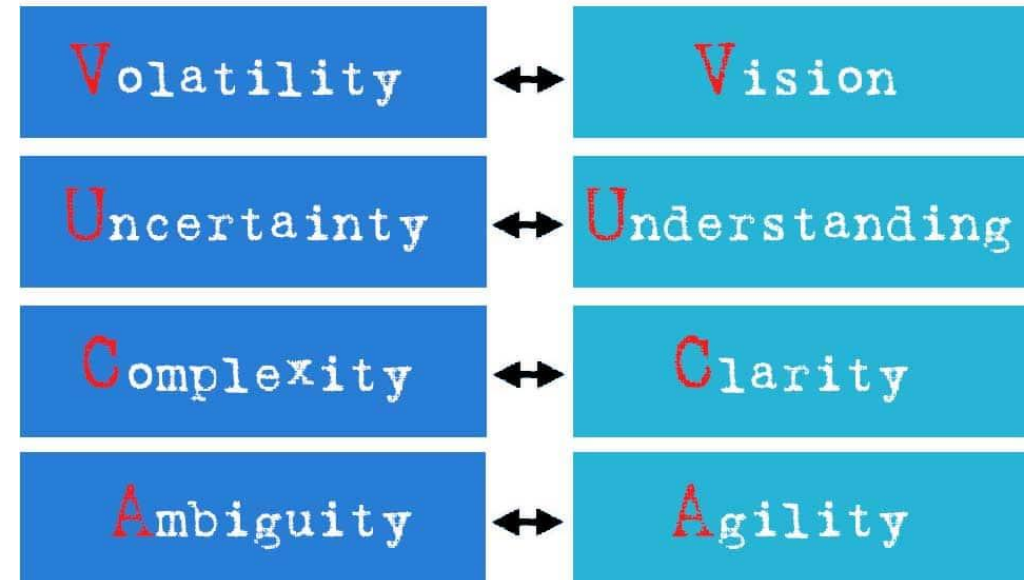 Volatility Vision
Uncertainty Understanding
Complexity Clarity
Ambiguity Agility